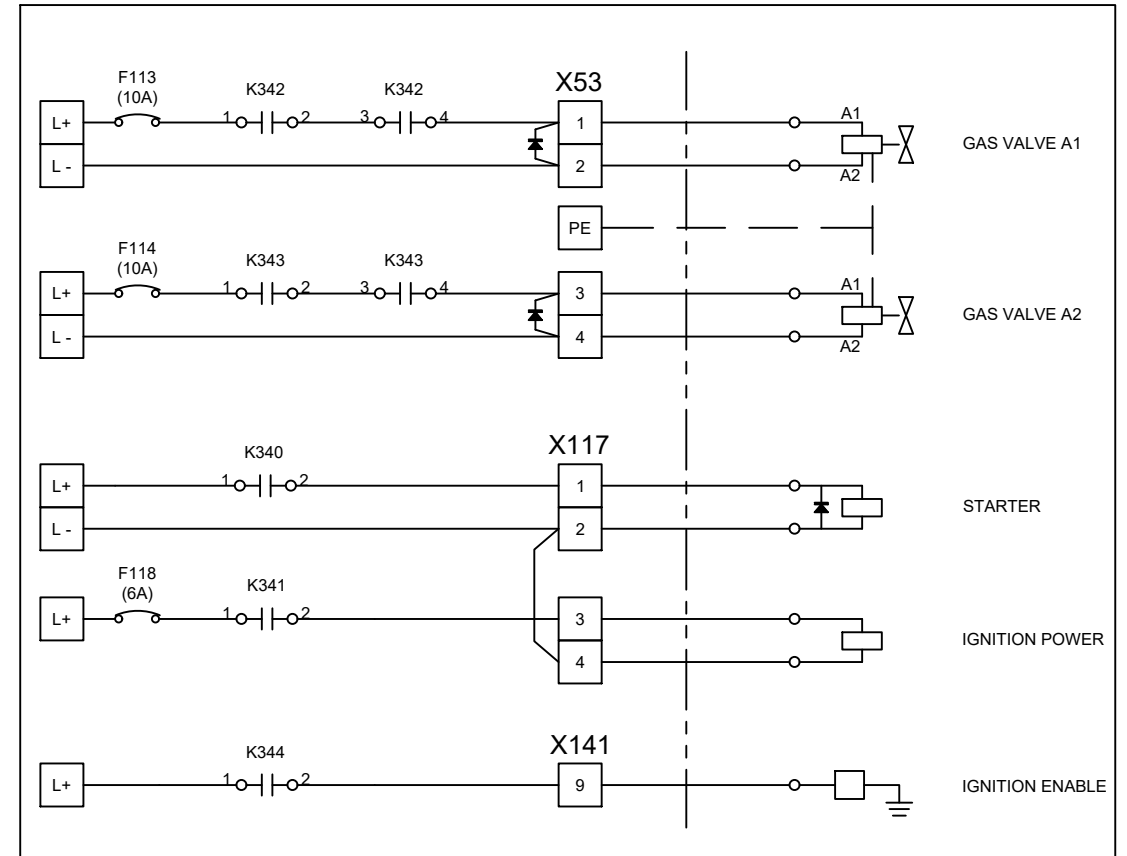 F113
(10A)
K342
K342
X53
L+
1
2
3
4
1
A1
GAS VALVE A1
L -
2
A2
PE
F114
(10A)
K343
K343
L+
1
2
3
4
3
A1
GAS VALVE A2
L -
4
A2
K340
X117
L+
1
2
1
STARTER
L -
2
F118
(6A)
K341
L+
1
2
3
IGNITION POWER
4
K344
X141
L+
1
2
9
IGNITION ENABLE